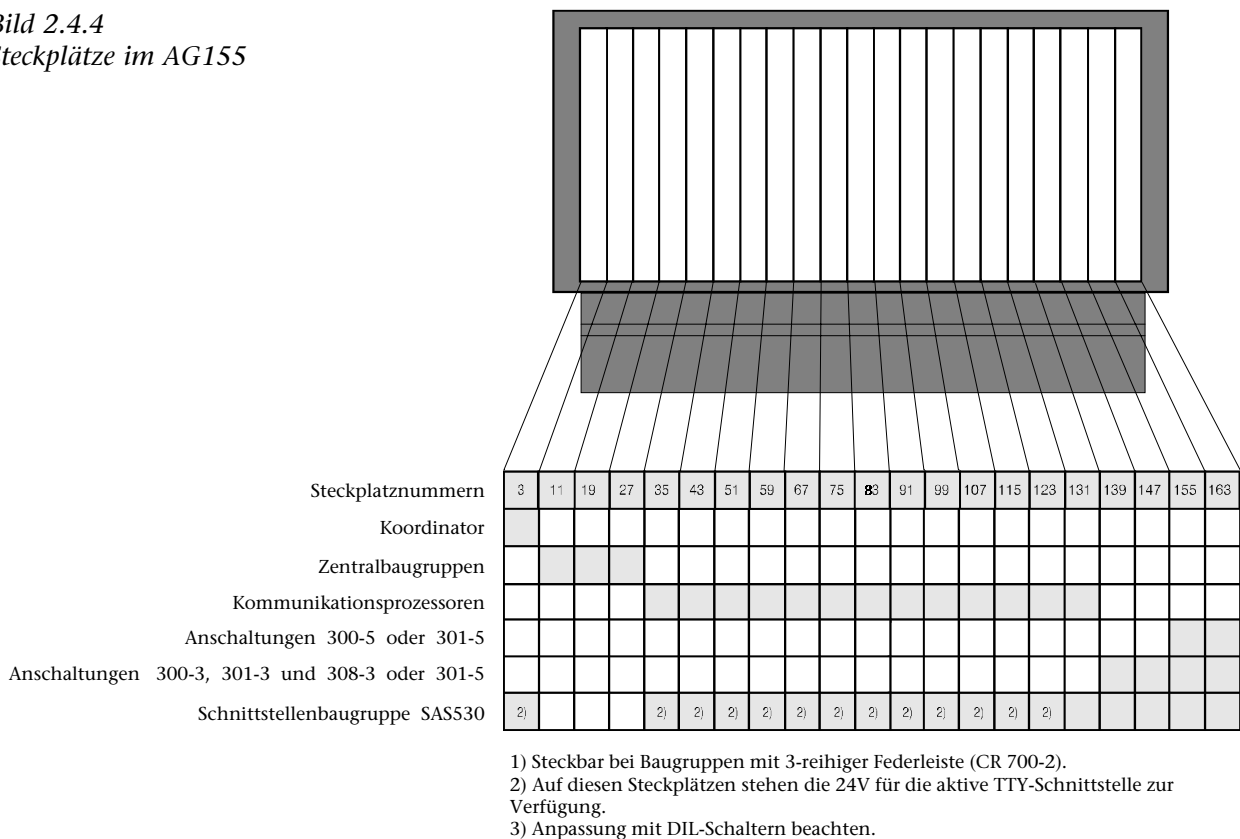 Bild 2.4.4
Steckplätze im AG155
Steckplatznummern 3 11 19 27 35 43 51 59 67 75 83 91 99 107 115 123 131 139 147 155 163
Koordinator
Zentralbaugruppen
Kommunikationsprozessoren
Anschaltungen 300-5 oder 301-5
Anschaltungen 300-3, 301-3 und 308-3 oder 301-5
Schnittstellenbaugruppe SAS530 2) 2) 2) 2) 2) 2) 2) 2) 2) 2) 2) 2) 2)
1) Steckbar bei Baugruppen mit 3-reihiger Federleiste (CR 700-2).
2) Auf diesen Steckplätzen stehen die 24V für die aktive TTY-Schnittstelle zur
Verfügung.
3) Anpassung mit DIL-Schaltern beachten.